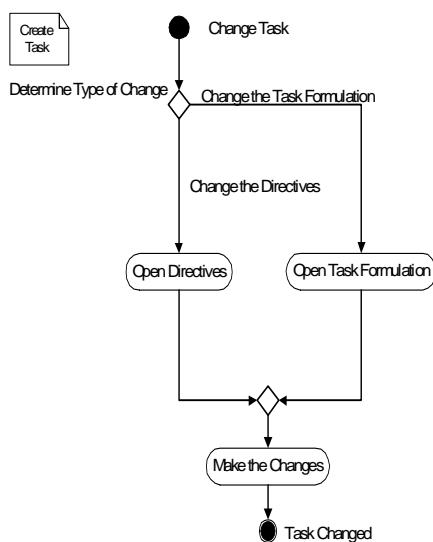 Create
Task
Change Task
Determine Type of Change
Change the Task Formulation
Change the Directives
Open Directives
Open Task Formulation
Make the Changes
Task Changed